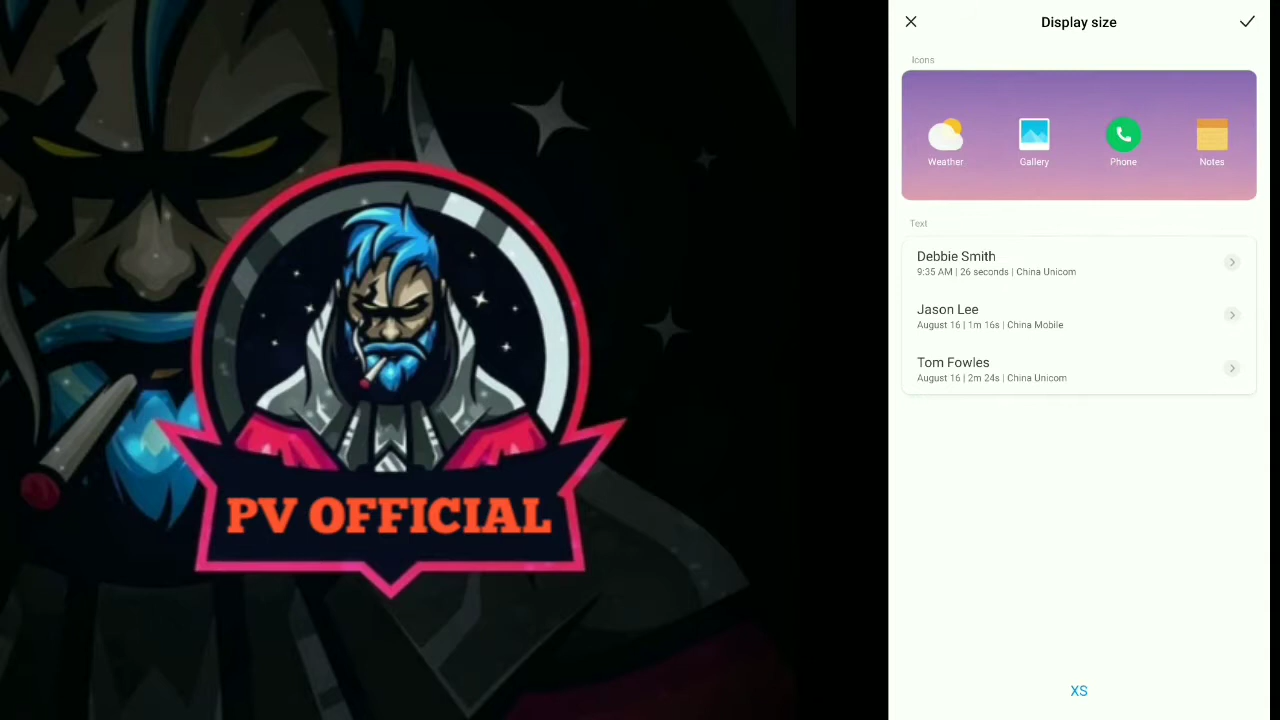 PV OFFICIAL
Display size
Icons
Weather
Gallery
Phone
Notes
Text
Debbie Smith
9:35 AM | 26 seconds | China Unicom
Jason Lee
August 16 | 1m 16s | China Mobile
Tom Fowles
August 16 | 2m 24s | China Unicom
XS